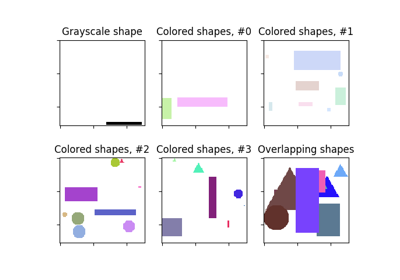 Grayscale shape
Colored shapes, #0
Colored shapes, #1
Colored shapes, #2
Colored shapes, #3
Overlapping shapes